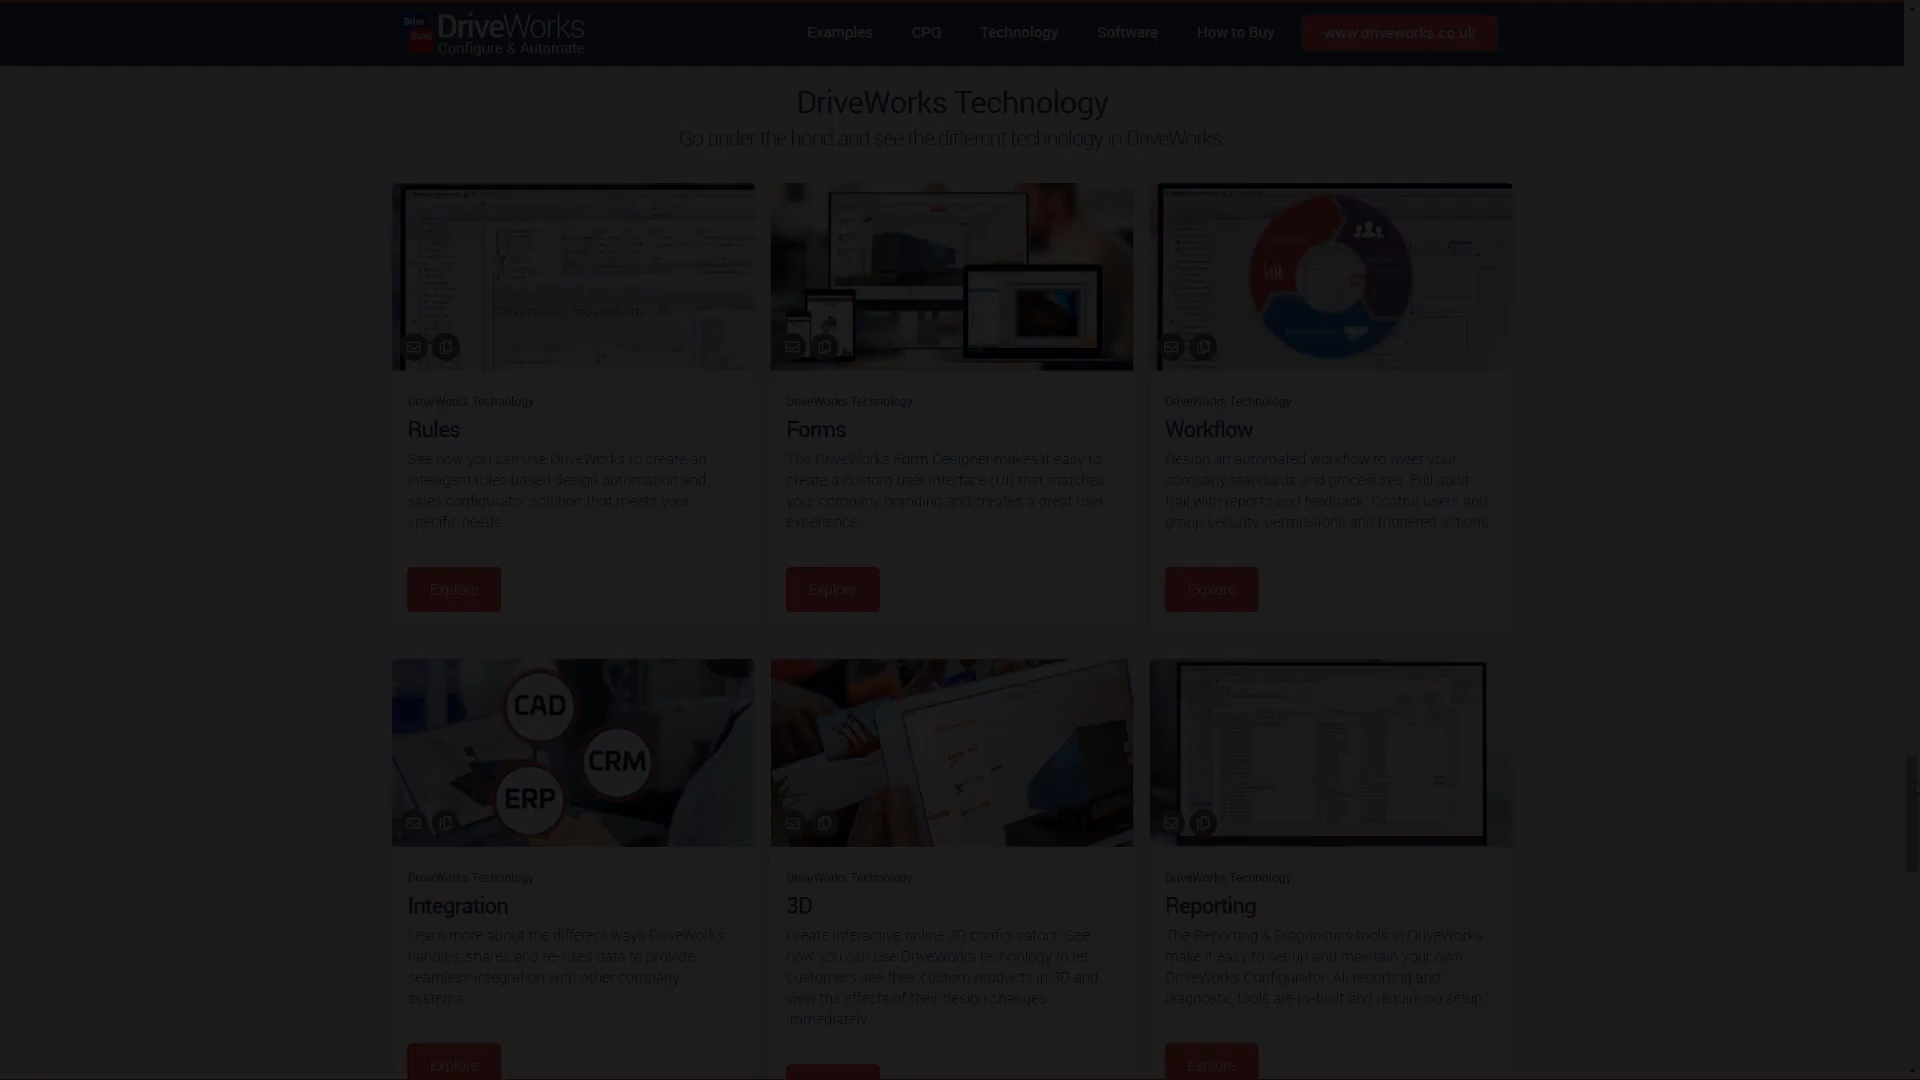 Drive
Works
DriveWorks
Configure & Automate
Examples
CPQ
Technology
Software
How to Buy
www.driveworks.co.uk
DriveWorks Technology
Go under the hood and see the different technology in DriveWorks.
DriveWorks Technology
Rules
See how you can use DriveWorks to create an
intelligent rules based design automation and
sales configurator solution that meets your
specific needs.
Explore
DriveWorks Technology
Forms
The DriveWorks Form Designer makes it easy to
create a custom user interface (UI) that matches
your company branding and creates a great user
experience.
Explore
DriveWorks Technology
Workflow
Design an automated workflow to meet your
company standards and procedures. Full audit
trail with reports and feedback. Control users and
group security, permissions and triggered actions.
Explore
CAD
CRM
ERP
DriveWorks Technology
Integration
Learn more about the different ways DriveWorks
handles, shares and re-uses data to provide
seamless integration with other company
systems.
Explore
DriveWorks Technology
3D
Create interactive online 3D configurators. See
how you can use DriveWorks technology to let
customers see their custom products in 3D and
view the effects of their design changes
immediately.
DriveWorks Technology
Reporting
The Reporting & Diagnostics tools in DriveWorks
make it easy to set up and maintain your own
DriveWorks Configurator. All reporting and
diagnostic tools are in-built and require no setup.
Explore